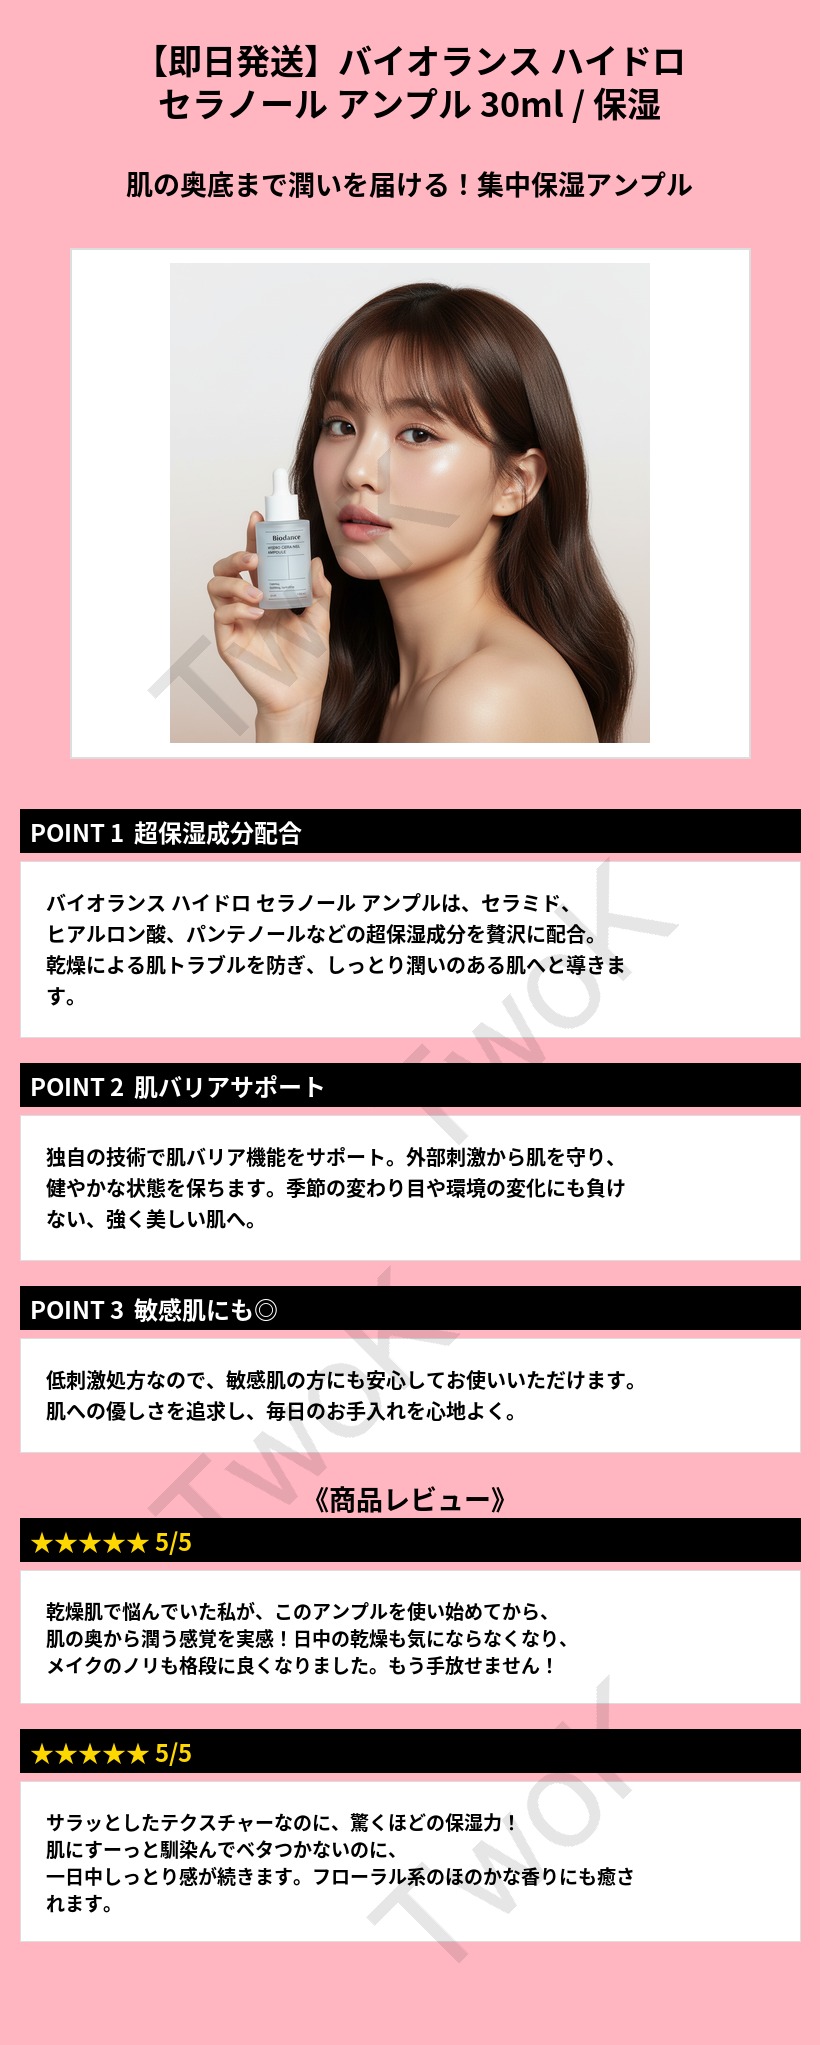 【即日発送】バイオランス ハイドロ
セラノール アンプル 30ml / 保湿
肌の奥底まで潤いを届ける！集中保湿アンプル
Biodance
HYDRO CERA-NOL
AMPOULE
POINT 1 超保湿成分配合
バイオランス ハイドロ セラノール アンプルは、セラミド、
ヒアルロン酸、パンテノールなどの超保湿成分を贅沢に配合。
乾燥による肌トラブルを防ぎ、しっとり潤いのある肌へと導きま
す。
POINT 2 肌バリアサポート
独自の技術で肌バリア機能をサポート。外部刺激から肌を守り、
健やかな状態を保ちます。季節の変わり目や環境の変化にも負け
ない、強く美しい肌へ。
POINT 3 敏感肌にも◎
低刺激処方なので、敏感肌の方にも安心してお使いいただけます。
肌への優しさを追求し、毎日のお手入れを心地よく。
《商品レビュー》
★★★★★ 5/5
乾燥肌で悩んでいた私が、このアンプルを使い始めてから、
肌の奥から潤う感覚を実感！日中の乾燥も気にならなくなり、
メイクのノリも格段に良くなりました。もう手放せません！
★★★★★ 5/5
サラッとしたテクスチャーなのに、驚くほどの保湿力！
肌にすーっと馴染んでベタつかないのに、
一日中しっとり感が続きます。フローラル系のほのかな香りにも癒さ
れます。
TwoK
TwoK
TwoK
TwoK